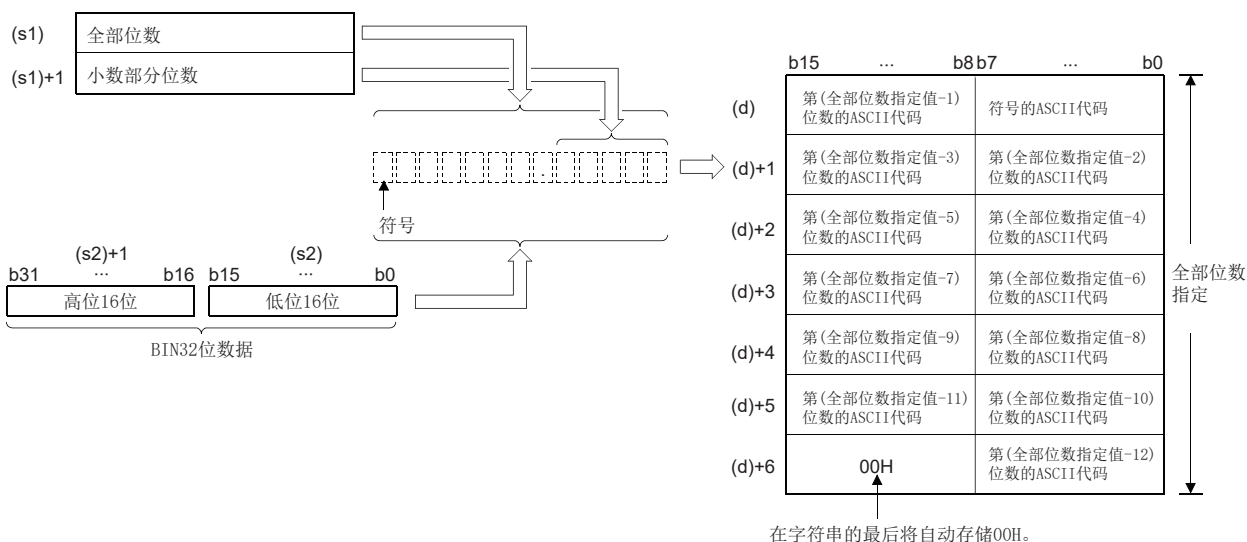 (s1) 全部位数
(s1)+1 小数部分位数
符号
(s2)+1 (s2)
b31 ... b16 b15 ... b0
高位16位 低位16位
BIN32位数据
b15 ... b8 b7 ... b0
(d) 第(全部位数指定值-1)
位数的ASCII代码
符号的ASCII代码
(d)+1 第(全部位数指定值-3)
位数的ASCII代码
第(全部位数指定值-2)
位数的ASCII代码
(d)+2 第(全部位数指定值-5)
位数的ASCII代码
第(全部位数指定值-4)
位数的ASCII代码
(d)+3 第(全部位数指定值-7)
位数的ASCII代码
第(全部位数指定值-6)
位数的ASCII代码
(d)+4 第(全部位数指定值-9)
位数的ASCII代码
第(全部位数指定值-8)
位数的ASCII代码
(d)+5 第(全部位数指定值-11)
位数的ASCII代码
第(全部位数指定值-10)
位数的ASCII代码
(d)+6 00H
第(全部位数指定值-12)
位数的ASCII代码
全部位数
指定
在字符串的最后将自动存储00H。